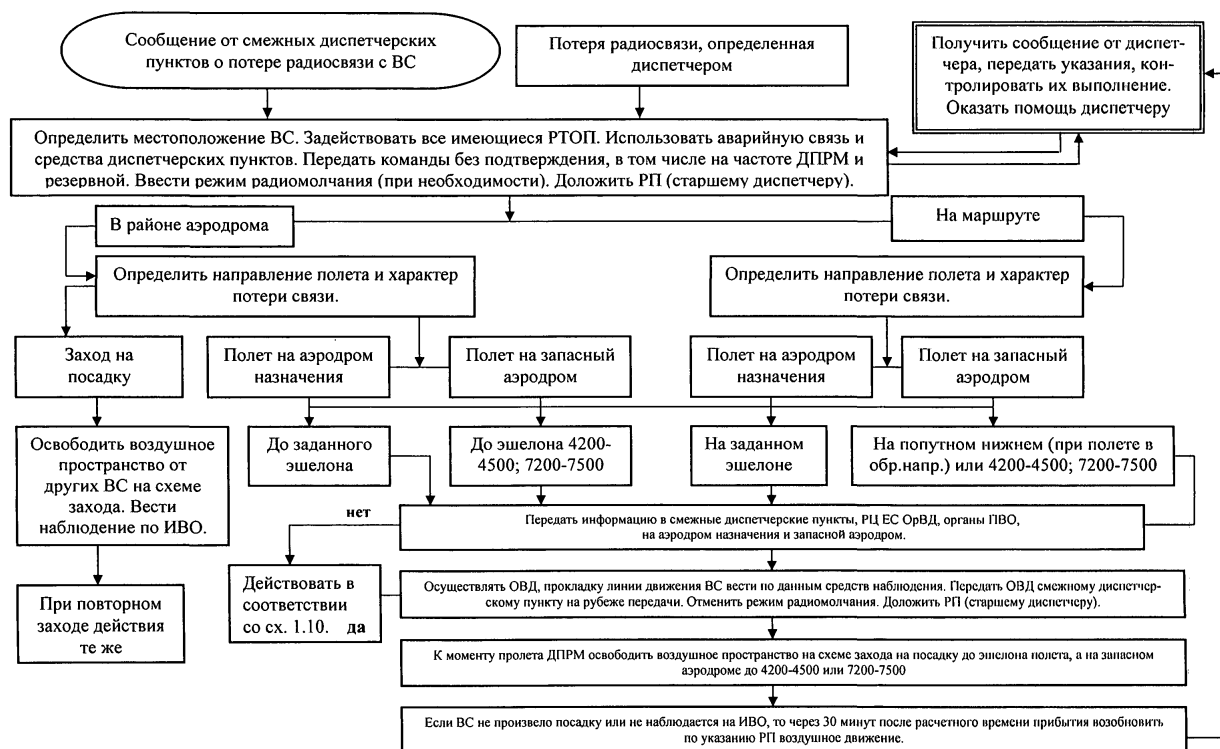 Сообщение от смежных диспетчерских
пунктов о потере радиосвязи с ВС
Потеря радиосвязи, определенная
диспетчером
Получить сообщение от диспет-
чера, передать указания, кон-
тролировать их выполнение.
Оказать помощь диспетчеру
Определить местоположение ВС. Задействовать все имеющиеся РТОП. Использовать аварийную связь и
средства диспетчерских пунктов. Передать команды без подтверждения, в том числе на частоте ДПРМ и
резервной. Ввести режим радиомолчания (при необходимости). Доложить РП (старшему диспетчеру).
В районе аэродрома
На маршруте
Определить направление полета и характер
потери связи.
Определить направление полета и характер
потери связи.
Заход на
посадку
Полет на аэродром
назначения
Полет на запасный
аэродром
Полет на аэродром
назначения
Полет на запасный
аэродром
Освободить воздушное
пространство от
других ВС на схеме
захода. Вести
наблюдение по ИВО.
До заданного
эшелона
До эшелона 4200-
4500; 7200-7500
На заданном
эшелоне
На попутном нижнем (при полете в
обр.напр.) или 4200-4500; 7200-7500
нет
Передать информацию в смежные диспетчерские пункты, РЦ ЕС ОрВД, органы ПВО,
на аэродром назначения и запасной аэродром.
При повторном
заходе действия
те же
Действовать в
соответствии
со сх. 1.10. да
Осуществлять ОВД, прокладку линии движения ВС вести по данным средств наблюдения. Передать ОВД смежному диспетчер-
скому пункту на рубеже передачи. Отменить режим радиомолчания. Доложить РП (старшему диспетчеру).
К моменту пролета ДПРМ освободить воздушное пространство на схеме захода на посадку до эшелона полета, а на запасном
аэродроме до 4200-4500 или 7200-7500
Если ВС не произвело посадку или не наблюдается на ИВО, то через 30 минут после расчетного времени прибытия возобновить
по указанию РП воздушное движение.